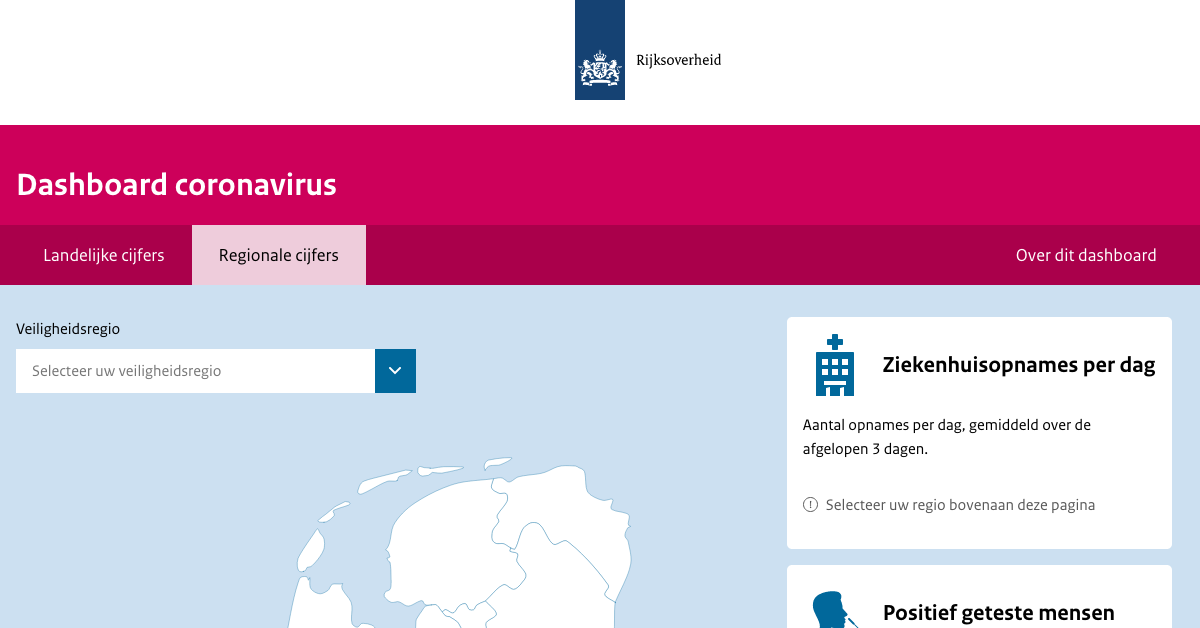 Rijksoverheid
Dashboard coronavirus
Landelijke cijfers
Regionale cijfers
Over dit dashboard
Veiligheidsregio
Selecteer uw veiligheidsregio
Ziekenhuisopnames per dag
Aantal opnames per dag, gemiddeld over de
afgelopen 3 dagen.
Selecteer uw regio bovenaan deze pagina
Positief geteste mensen